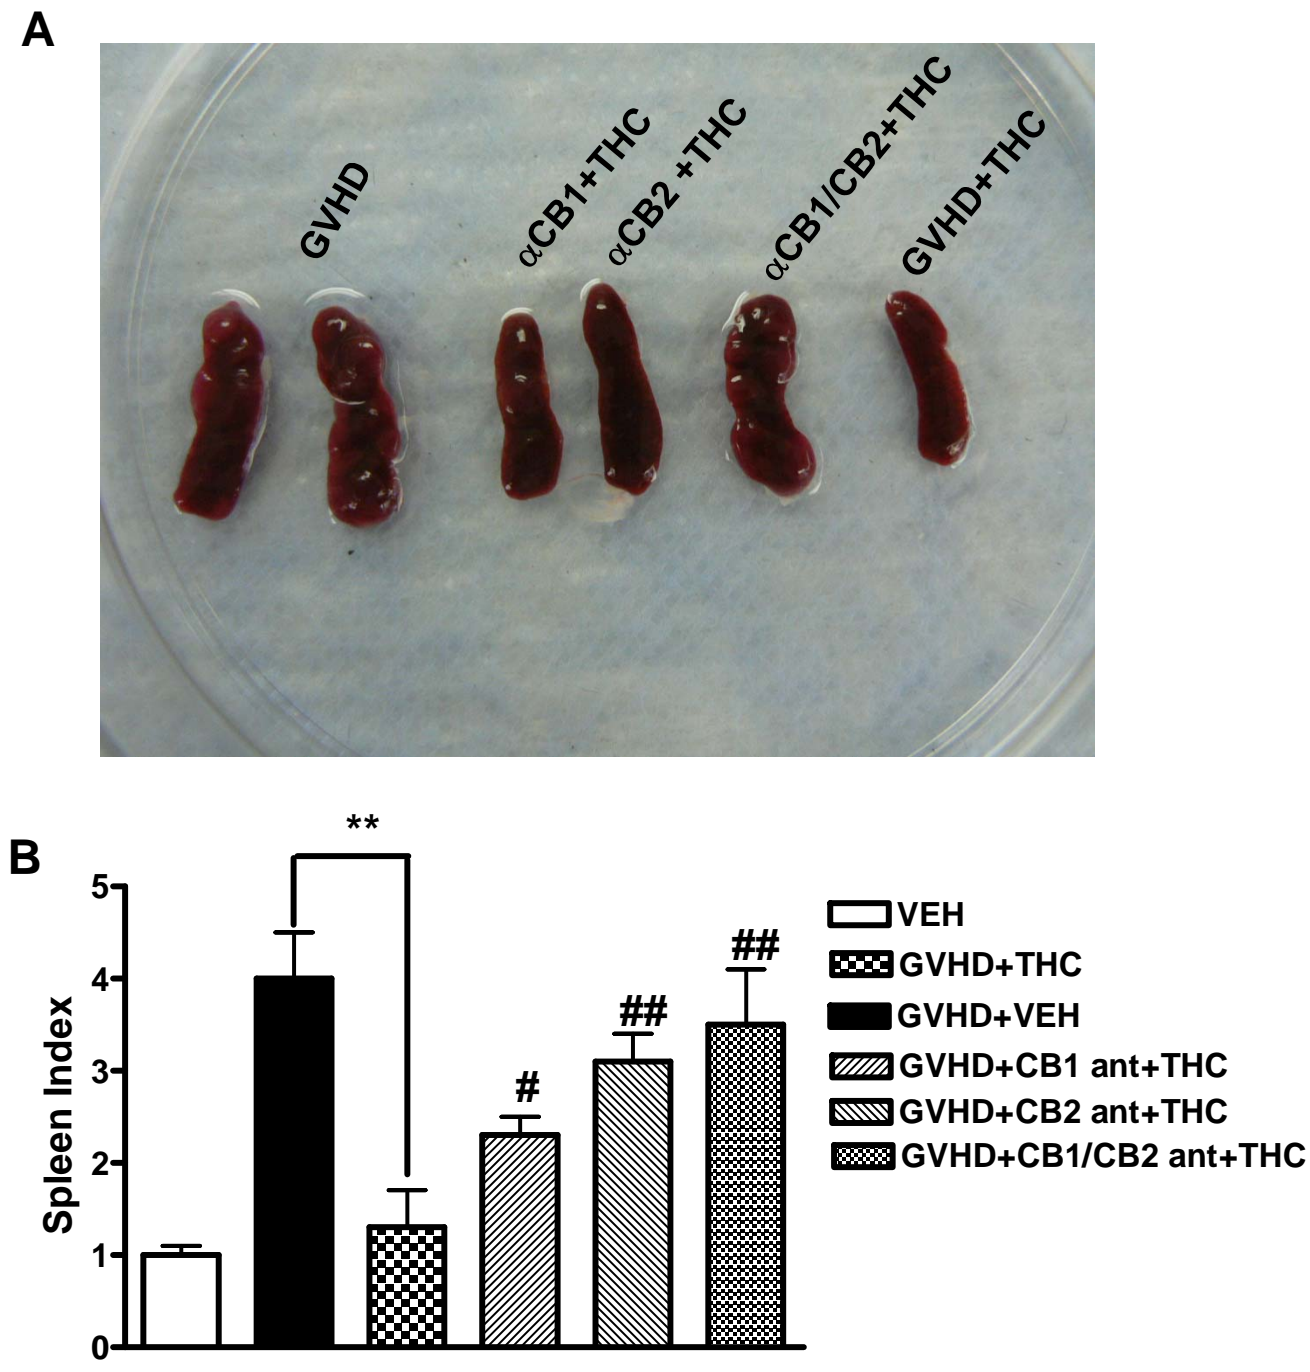 A
GVHD
αCB1+THC
αCB2 +THC
αCB1/CB2+THC
GVHD+THC
B
**
5
4
3
2
1
0
Spleen Index
#
##
##
VEH
GVHD+THC
GVHD+VEH
GVHD+CB1 ant+THC
GVHD+CB2 ant+THC
GVHD+CB1/CB2 ant+THC